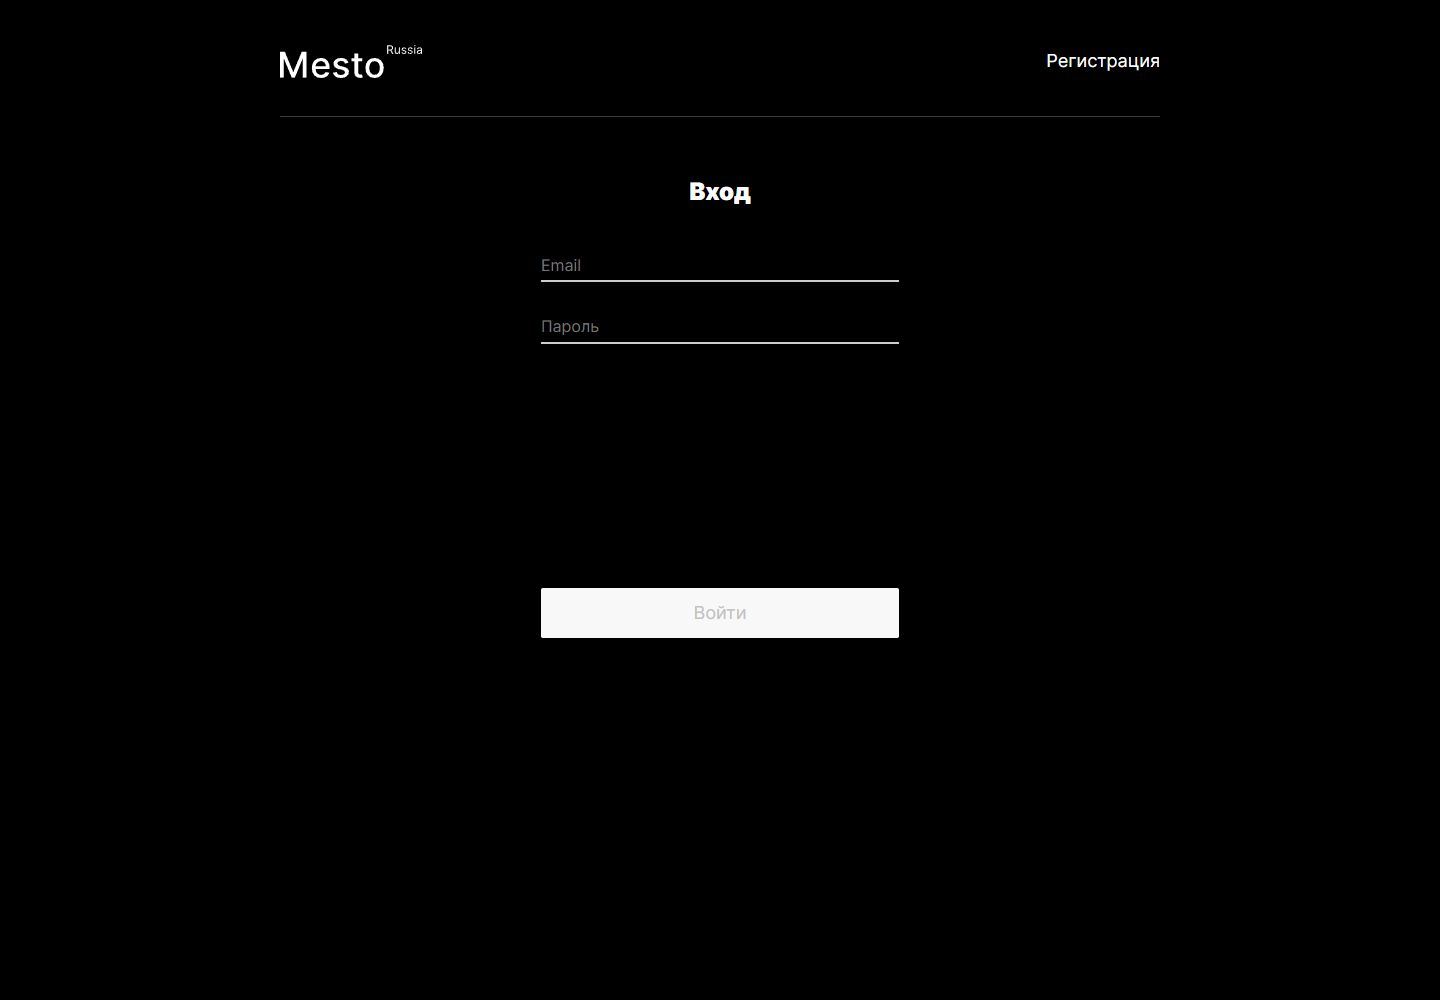 Mesto Russia
Регистрация
Вход
Email
Пароль
Войти